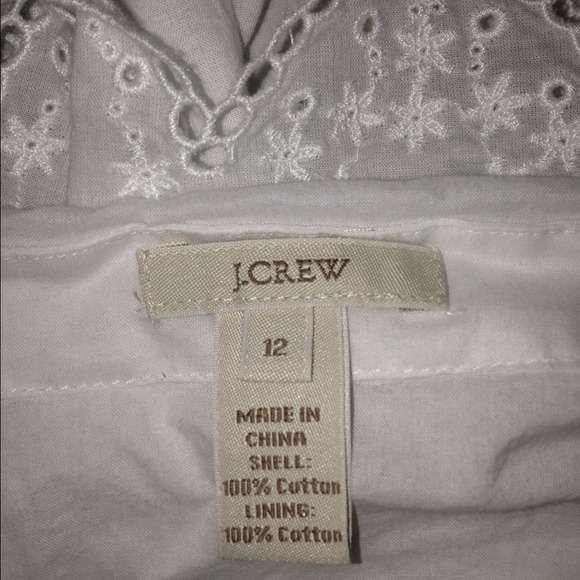 J.CREW
12
MADE IN
CHINA
SHELL:
100% Cotton
LINING:
100% Cotton